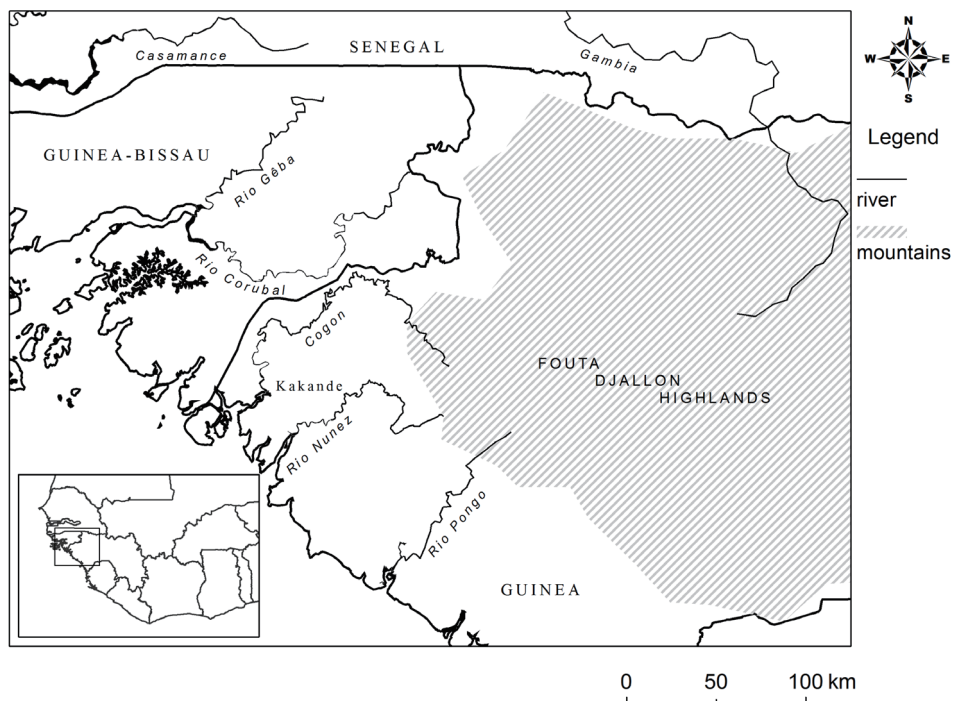 Casamance
SENEGAL
Gambia
N
W
E
S
Legend
river
mountains
GUINEA-BISSAU
Rio Gêba
Rio Corubal
Cogon
Kakande
Rio Nunez
Rio Pongo
FOUTA
DJALLON
HIGHLANDS
GUINEA
0 50 100 km